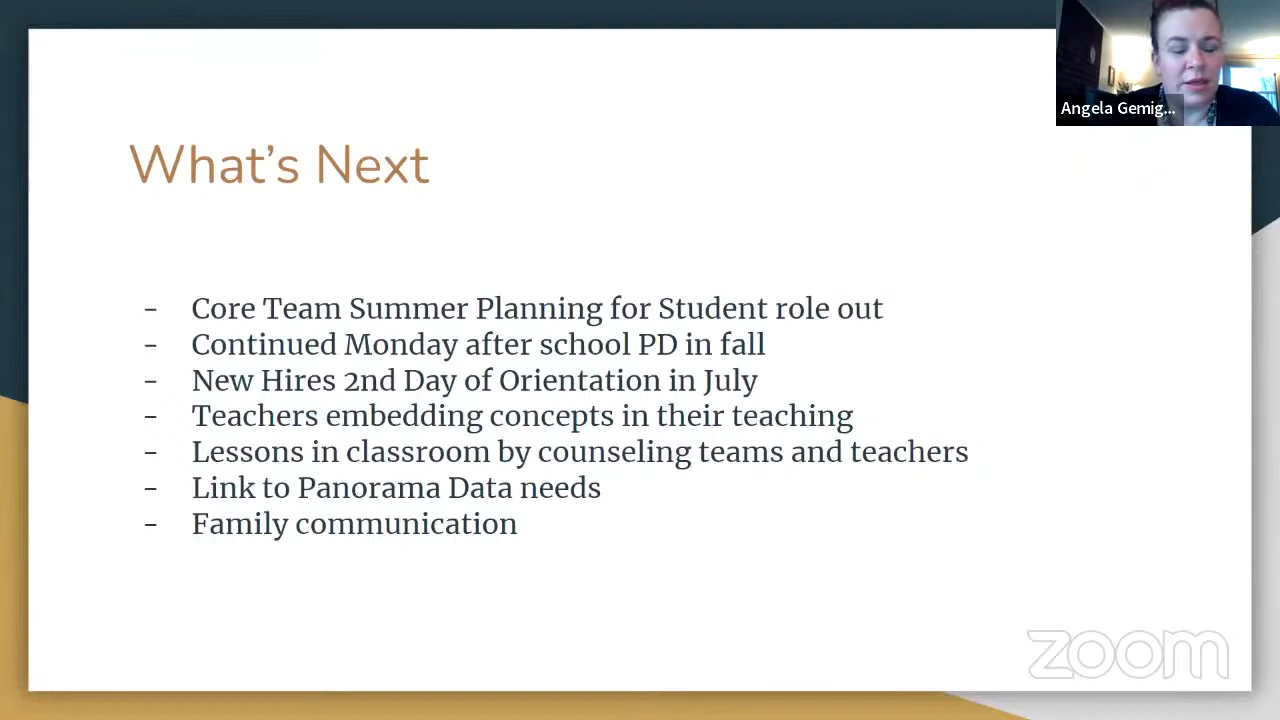 Angela Gemig...
What's Next
- Core Team Summer Planning for Student role out
- Continued Monday after school PD in fall
- New Hires 2nd Day of Orientation in July
- Teachers embedding concepts in their teaching
- Lessons in classroom by counseling teams and teachers
- Link to Panorama Data needs
- Family communication
zoom